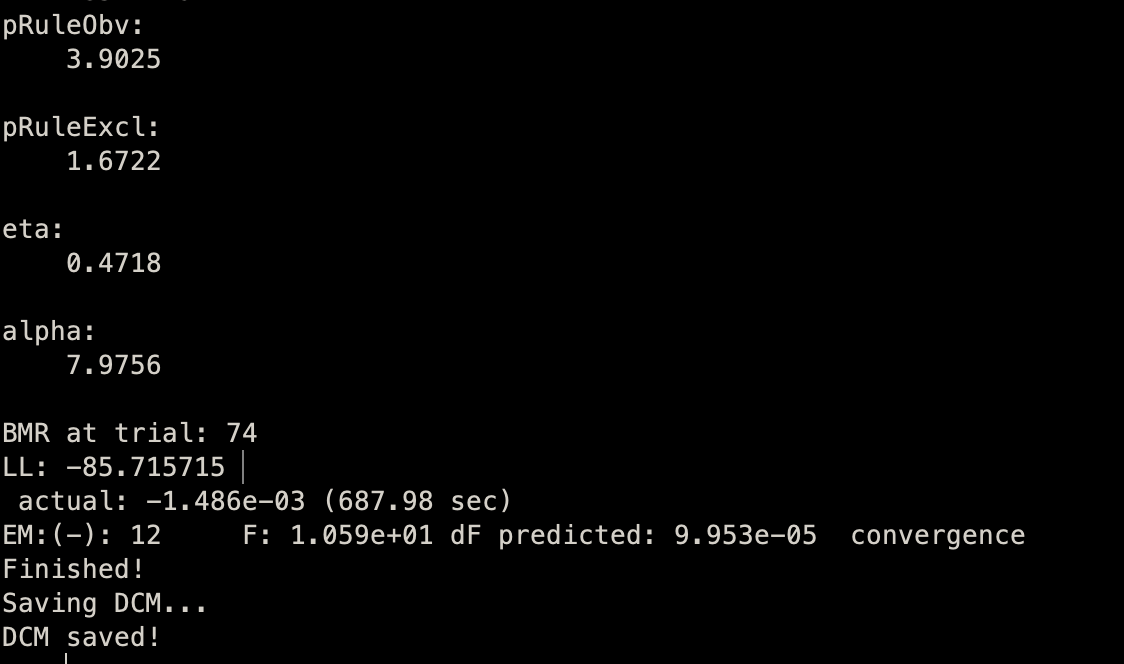 pRuleObv:
3.9025
pRuleExcl:
1.6722
eta:
0.4718
alpha:
7.9756
BMR at trial: 74
LL: -85.715715
actual: -1.486e-03 (687.98 sec)
EM:(-): 12 F: 1.059e+01 dF predicted: 9.953e-05 convergence
Finished!
Saving DCM...
DCM saved!